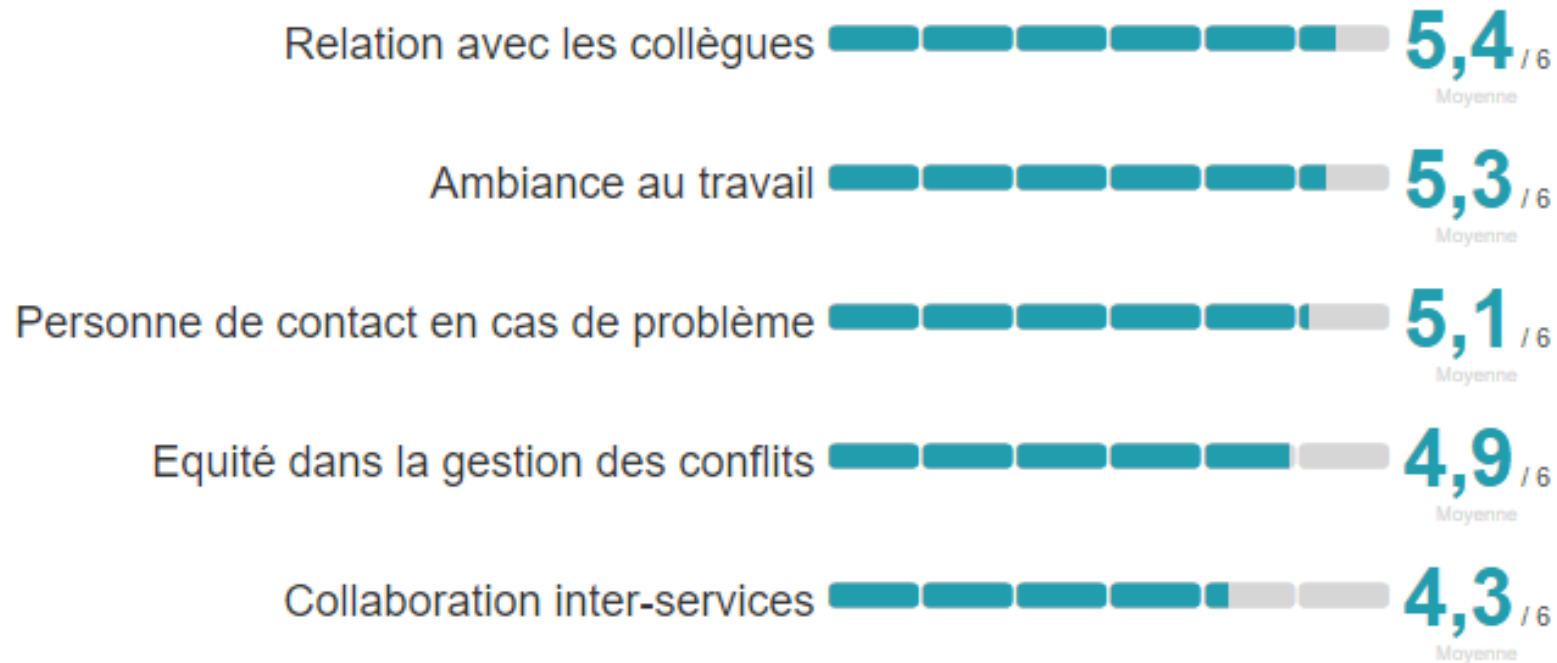 Relation avec les collègues 5,4 / 6
Moyenne
Ambiance au travail 5,3 / 6
Moyenne
Personne de contact en cas de problème 5,1 / 6
Moyenne
Equité dans la gestion des conflits 4,9 / 6
Moyenne
Collaboration inter-services 4,3 / 6
Moyenne